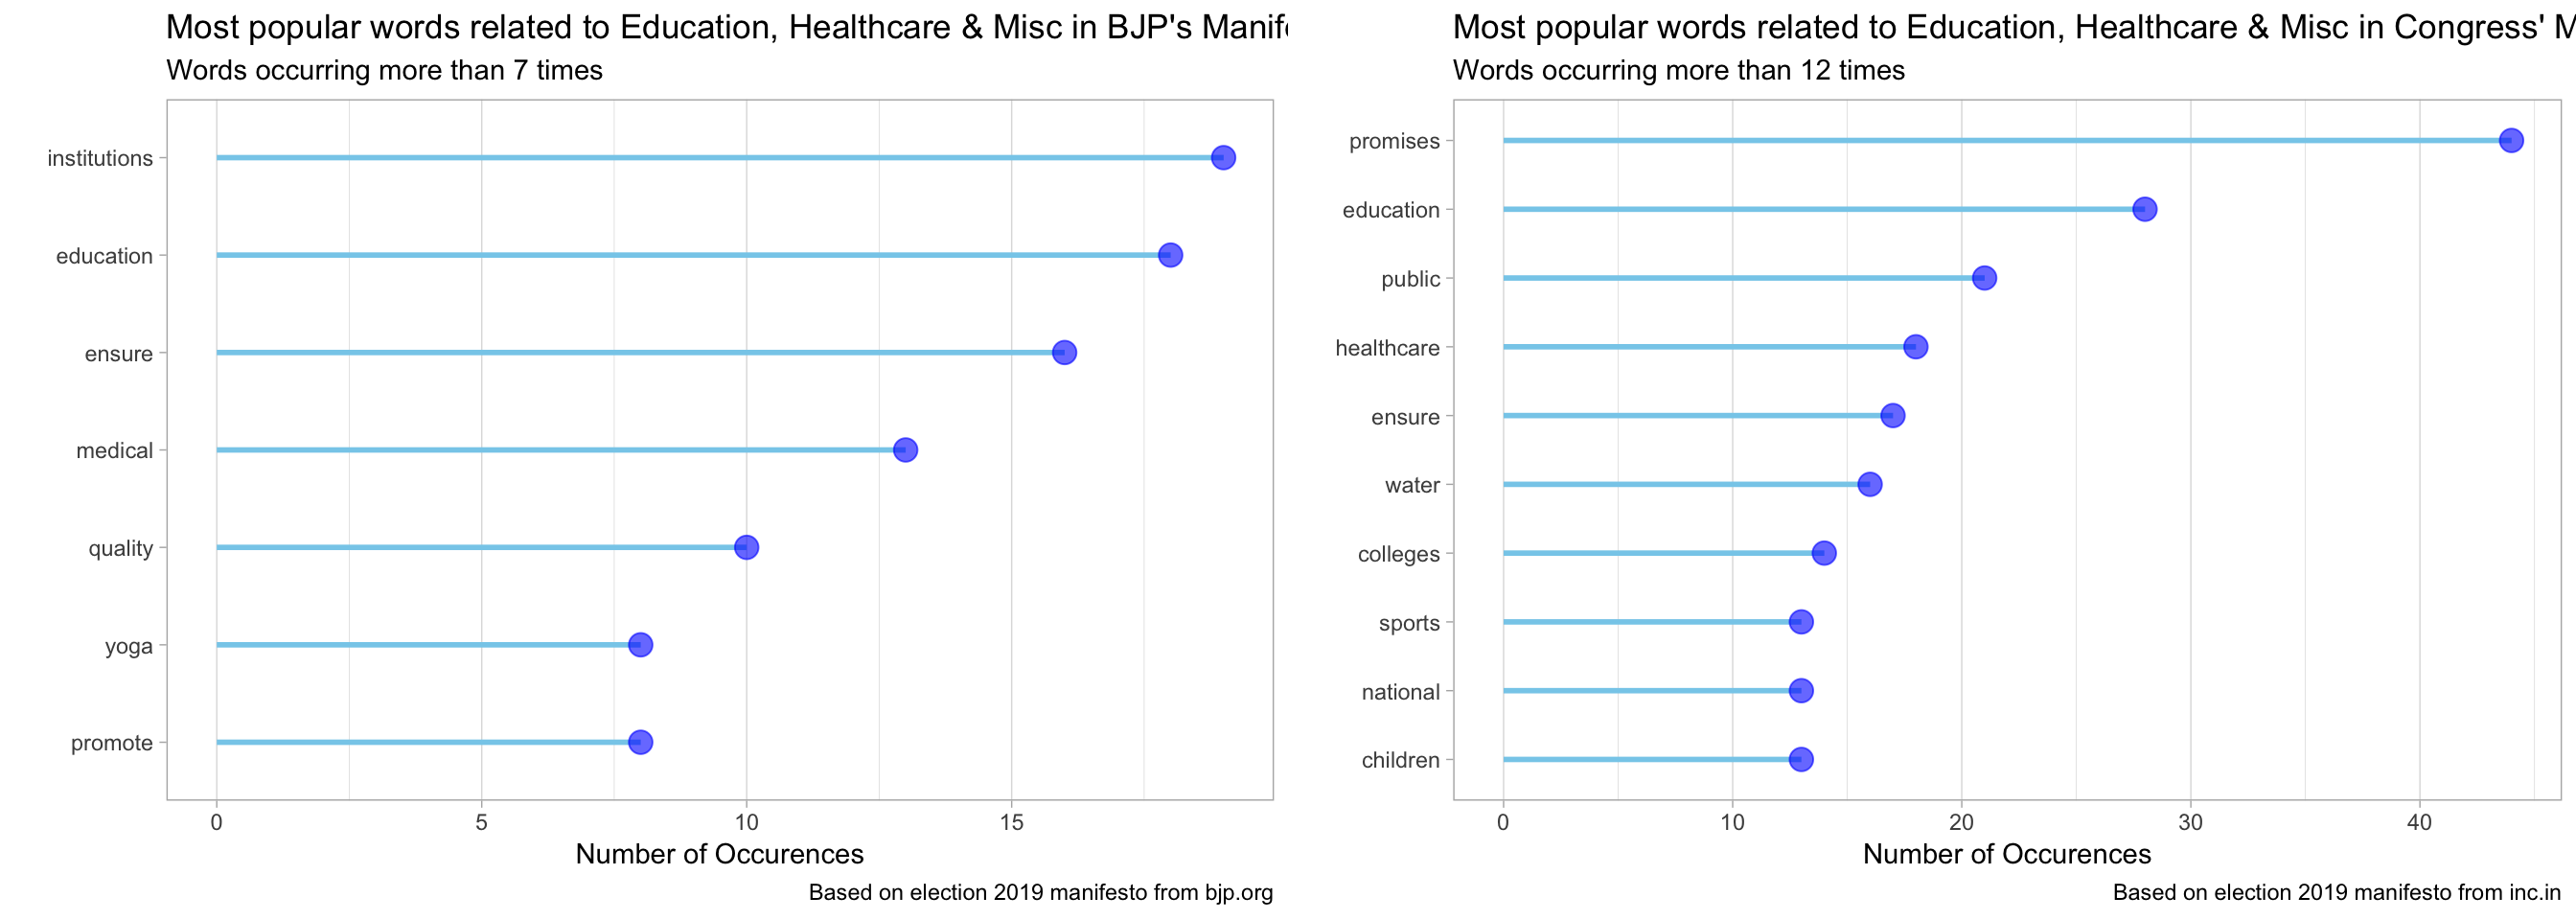 Most popular words related to Education, Healthcare & Misc in BJP's Manif
Words occurring more than 7 times
institutions
education
ensure
medical
quality
yoga
promote
0 5 10 15
Number of Occurences
Based on election 2019 manifesto from bjp.org
Most popular words related to Education, Healthcare & Misc in Congress' M
Words occurring more than 12 times
promises
education
public
healthcare
ensure
water
colleges
sports
national
children
0 10 20 30 40
Number of Occurences
Based on election 2019 manifesto from inc.in